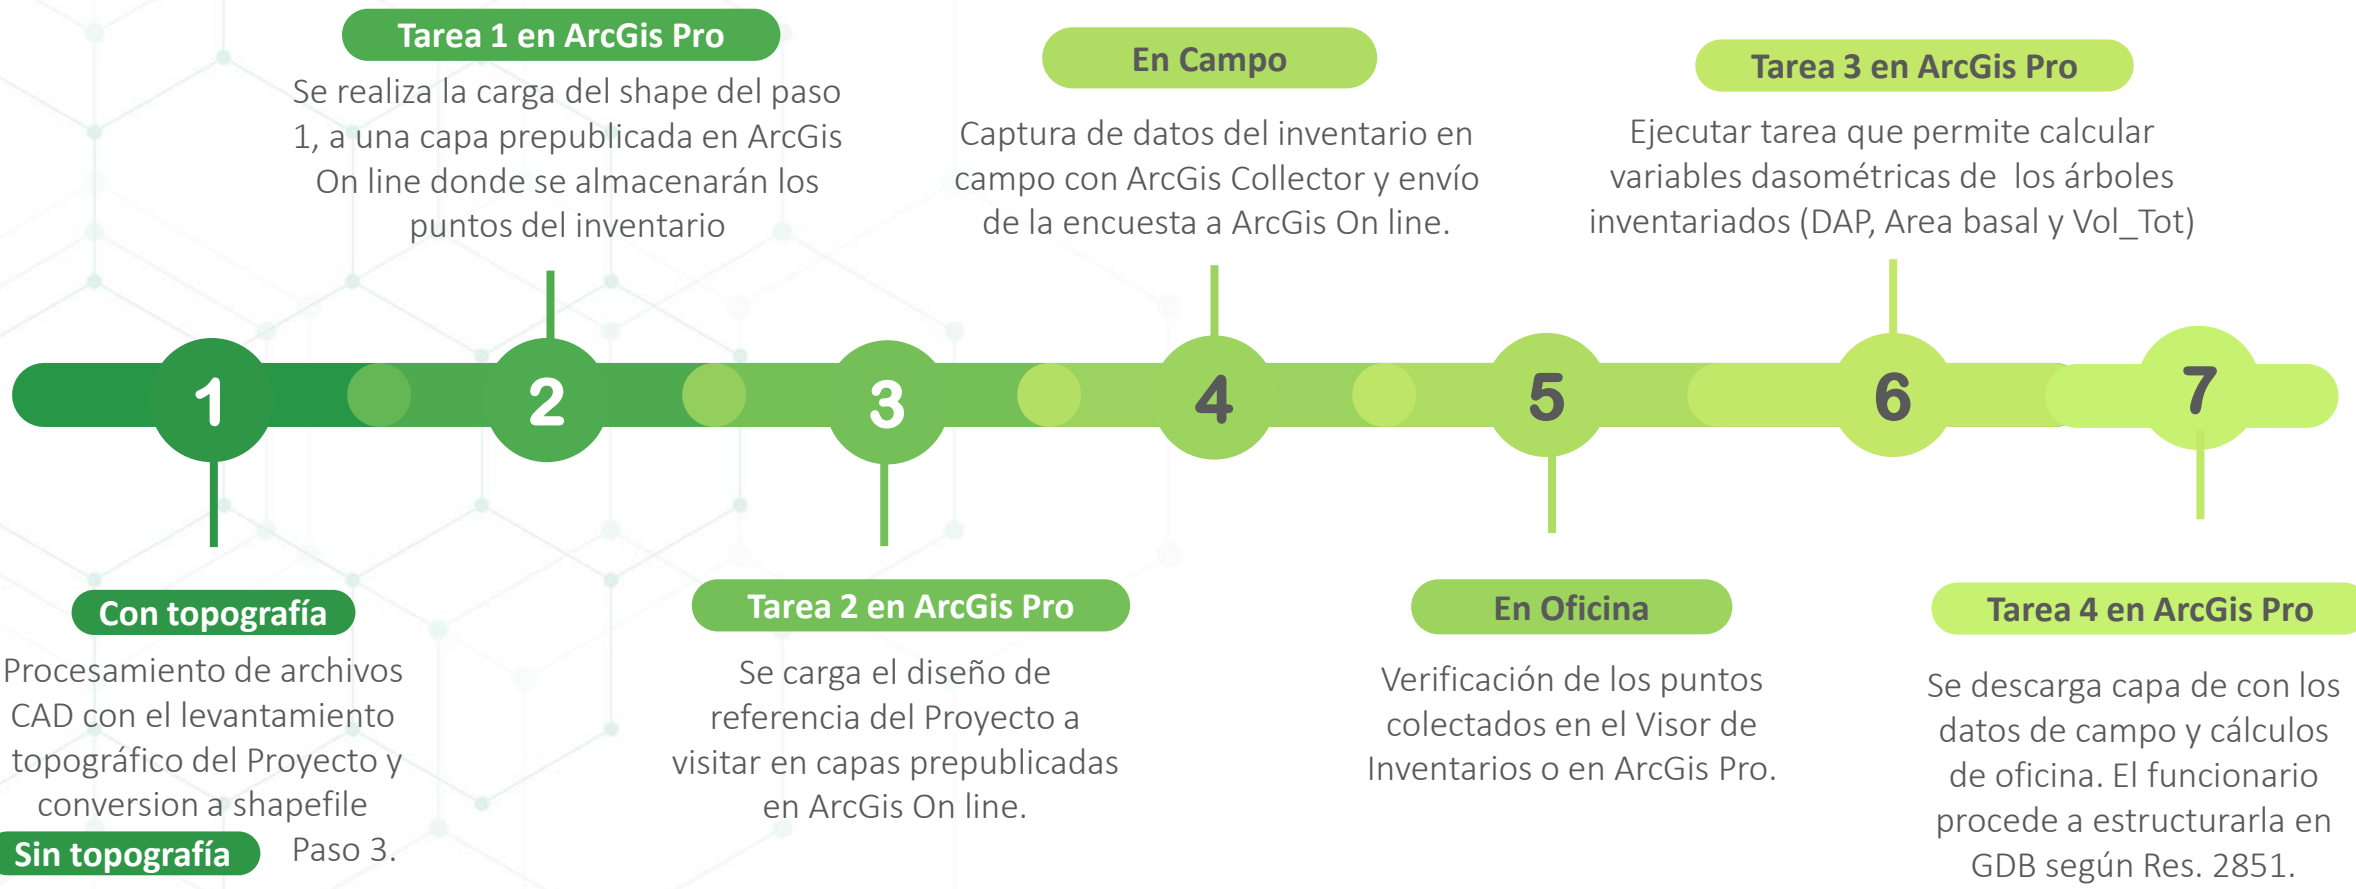 Tarea 1 en ArcGis Pro
Se realiza la carga del shape del paso
1, a una capa prepublicada en ArcGis
On line donde se almacenarán los
puntos del inventario
En Campo
Captura de datos del inventario en
campo con ArcGis Collector y envío
de la encuesta a ArcGis On line.
Tarea 3 en ArcGis Pro
Ejecutar tarea que permite calcular
variables dasométricas de los árboles
inventariados (DAP, Area basal y Vol_Tot)
1
2
3
4
5
6
7
Con topografía
Procesamiento de archivos
CAD con el levantamiento
topográfico del Proyecto y
conversion a shapefile
Sin topografía Paso 3.
Tarea 2 en ArcGis Pro
Se carga el diseño de
referencia del Proyecto a
visitar en capas prepublicadas
en ArcGis On line.
En Oficina
Verificación de los puntos
colectados en el Visor de
Inventarios o en ArcGis Pro.
Tarea 4 en ArcGis Pro
Se descarga capa de con los
datos de campo y cálculos
de oficina. El funcionario
procede a estructurarla en
GDB según Res. 2851.